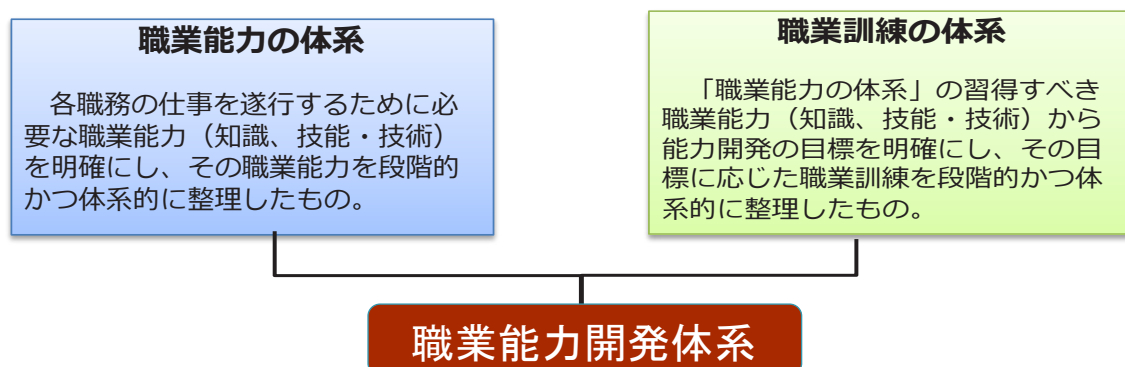 職業能力の体系
各職務の仕事を遂行するために必
要な職業能力（知識、技能・技術）
を明確にし、その職業能力を段階的
かつ体系的に整理したもの。
職業訓練の体系
「職業能力の体系」の習得すべき
職業能力（知識、技能・技術）から
能力開発の目標を明確にし、その目
標に応じた職業訓練を段階的かつ体
系的に整理したもの。
職業能力開発体系